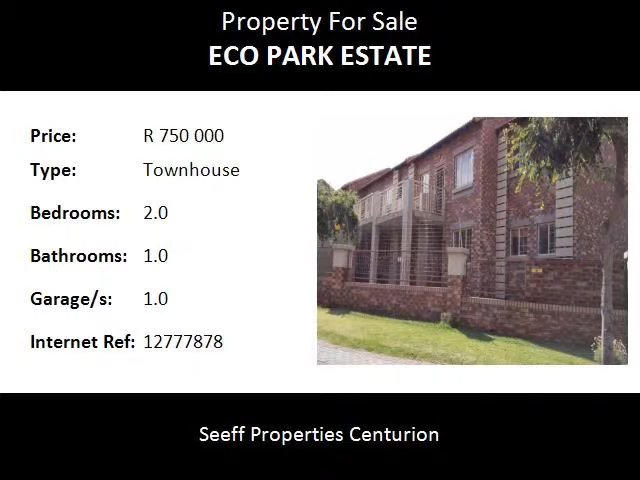 Property For Sale
ECO PARK ESTATE
Price: R 750 000
Type: Townhouse
Bedrooms: 2.0
Bathrooms: 1.0
Garage/s: 1.0
Internet Ref: 12777878
Seeff Properties Centurion